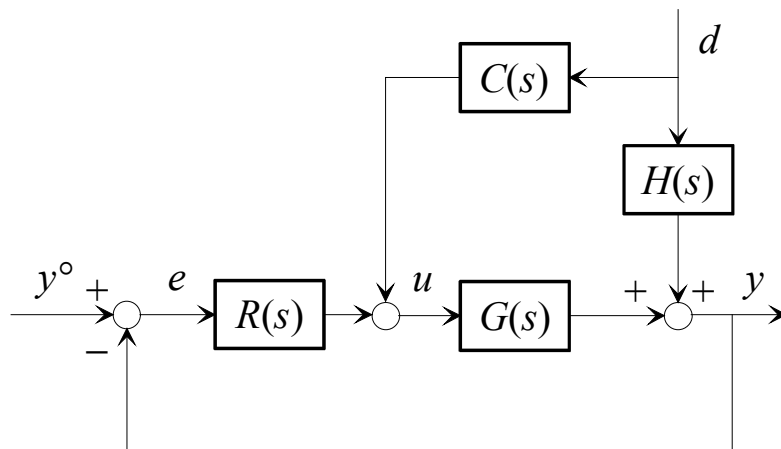 d
C(s)
H(s)
y° + e R(s) u G(s) + + y
−